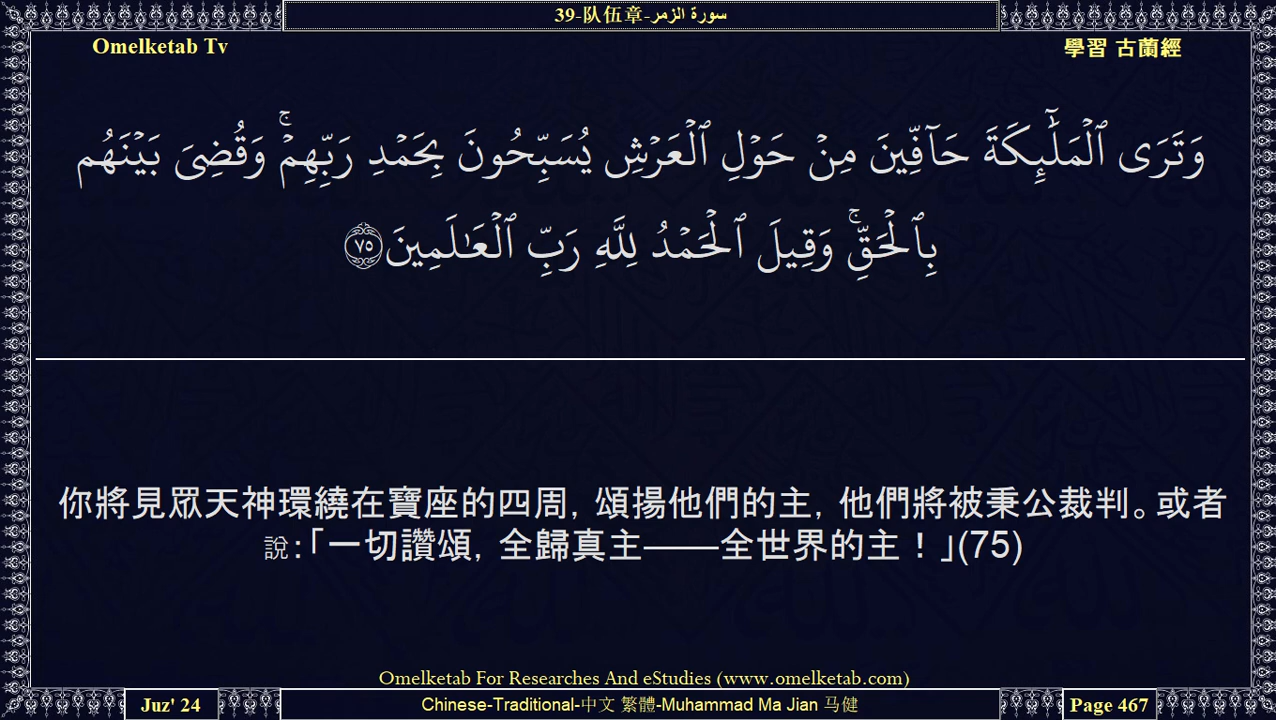 39-队伍章-سورة الزمر
Omelketab Tv
學習 古蘭經
وَتَرَى ٱلْمَلَٰٓئِكَةَ حَآفِّينَ مِنْ حَوْلِ ٱلْعَرْشِ يُسَبِّحُونَ بِحَمْدِ رَبِّهِمْ ۚ وَقُضِىَ بَيْنَهُم
بِٱلْحَقِّ ۚ وَقِيلَ ٱلْحَمْدُ لِلَّهِ رَبِّ ٱلْعَٰلَمِينَ ٧٥
你將見眾天神環繞在寶座的四周，頌揚他們的主，他們將被秉公裁判。或者
說：「一切讚頌，全歸真主——全世界的主！」(75)
Omelketab For Researches And eStudies (www.omelketab.com)
Juz' 24
Chinese-Traditional-中文 繁體-Muhammad Ma Jian 马健
Page 467